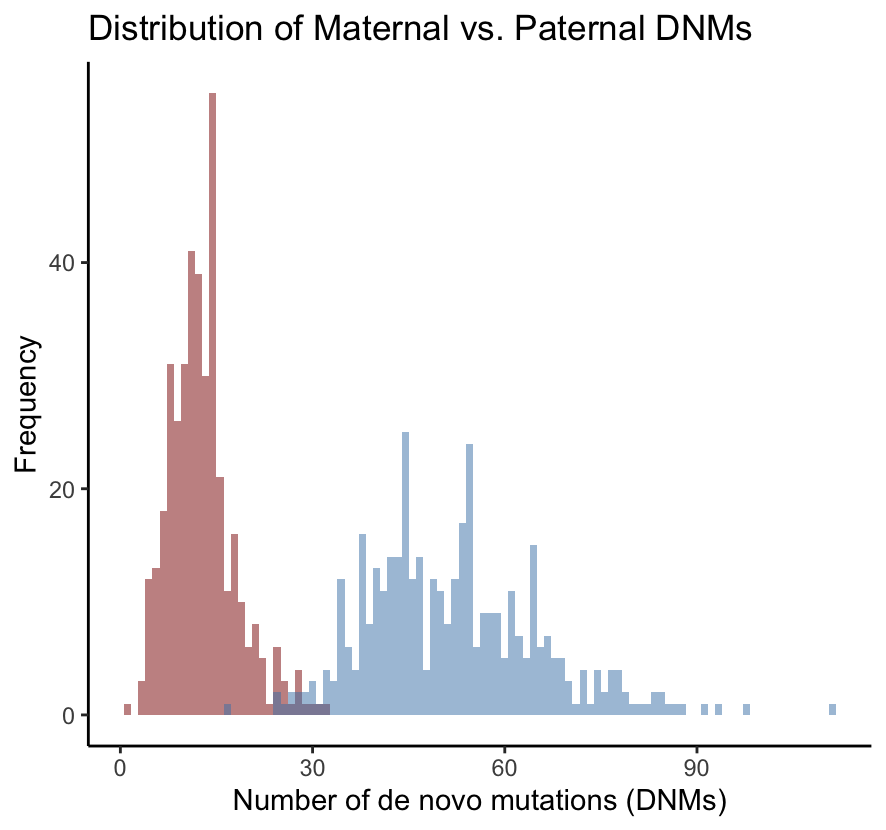 Distribution of Maternal vs. Paternal DNMs
Frequency
40
20
0
0 30 60 90
Number of de novo mutations (DNMs)